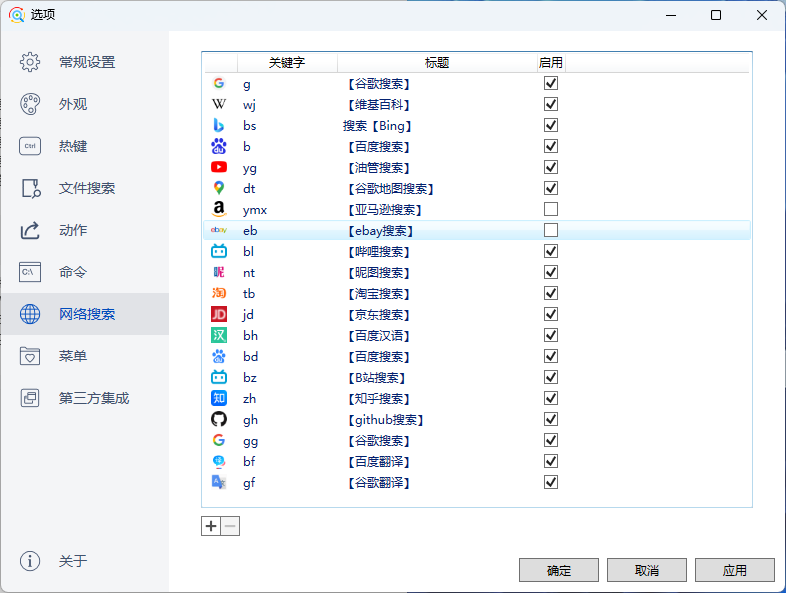 选项
常规设置
外观
Ctrl
热键
文件搜索
动作
C:\
命令
网络搜索
菜单
第三方集成
关于
关键字 标题 启用
g 【谷歌搜索】
W wj 【维基百科】
bs 搜索【Bing】
du b 【百度搜索】
yg 【油管搜索】
dt 【谷歌地图搜索】
a ymx 【亚马逊搜索】
ebay eb 【ebay搜索】
bl 【哔哩搜索】
昵 nt 【昵图搜索】
淘 tb 【淘宝搜索】
JD jd 【京东搜索】
汉 bh 【百度汉语】
du bd 【百度搜索】
bz 【B站搜索】
知 zh 【知乎搜索】
gh 【github搜索】
G gg 【谷歌搜索】
bf 【百度翻译】
gf 【谷歌翻译】
确定 取消 应用